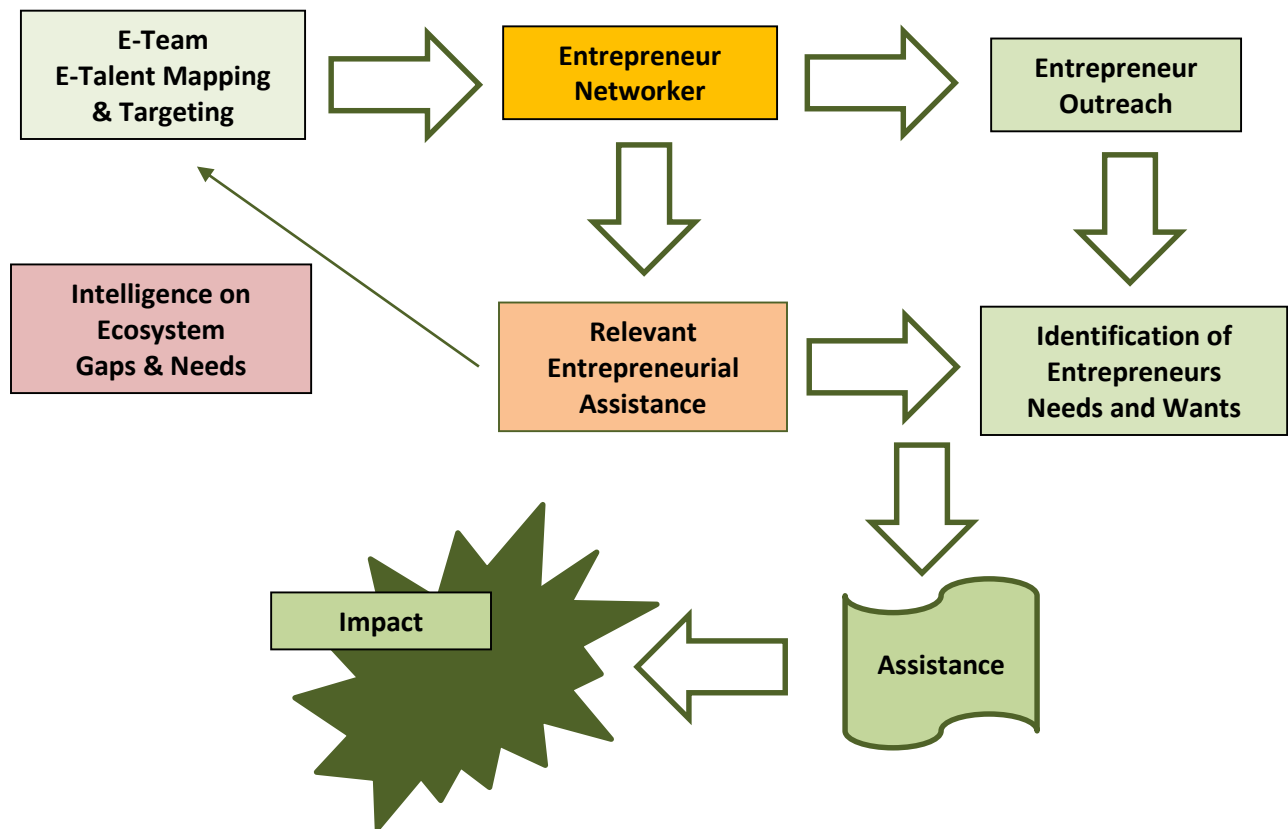 E-Team
E-Talent Mapping
& Targeting
Entrepreneur
Networker
Entrepreneur
Outreach
Intelligence on
Ecosystem
Gaps & Needs
Relevant
Entrepreneurial
Assistance
Identification of
Entrepreneurs
Needs and Wants
Impact
Assistance